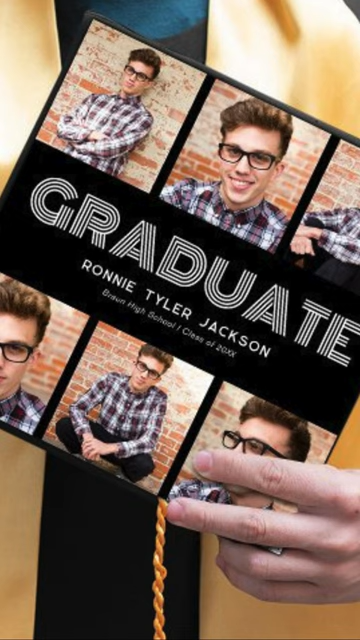 GRADUATE
RONNIE TYLER JACKSON
Braun High School / Class of 20XX